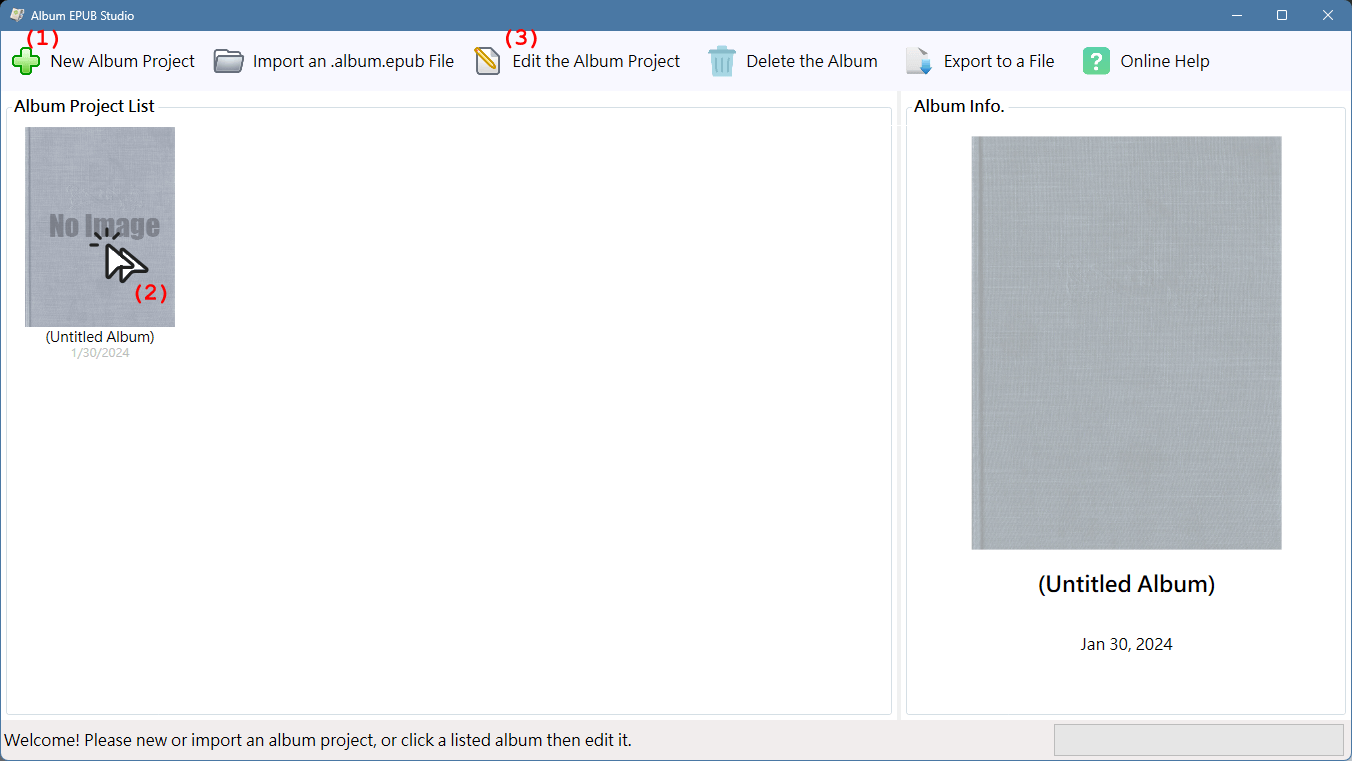 Album EPUB Studio
(1)
(3)
New Album Project
Import an .album.epub File
Edit the Album Project
Delete the Album
Export to a File
? Online Help
Album Project List
Album Info.
No Image
(2)
(Untitled Album)
1/30/2024
(Untitled Album)
Jan 30, 2024
Welcome! Please new or import an album project, or click a listed album then edit it.